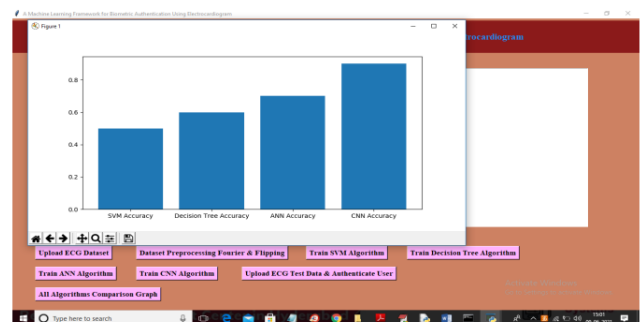 A Machine Learning Framework for Biometric Authentication Using Electrocardiogram
Figure 1
0.8
0.6
0.4
0.2
0.0
SVM Accuracy Decision Tree Accuracy ANN Accuracy CNN Accuracy
Upload ECG Dataset Dataset Preprocessing Fourier & Flipping Train SVM Algorithm Train Decision Tree Algorithm
Train ANN Algorithm Train CNN Algorithm Upload ECG Test Data & Authenticate User
All Algorithms Comparison Graph
Type here to search
15:01